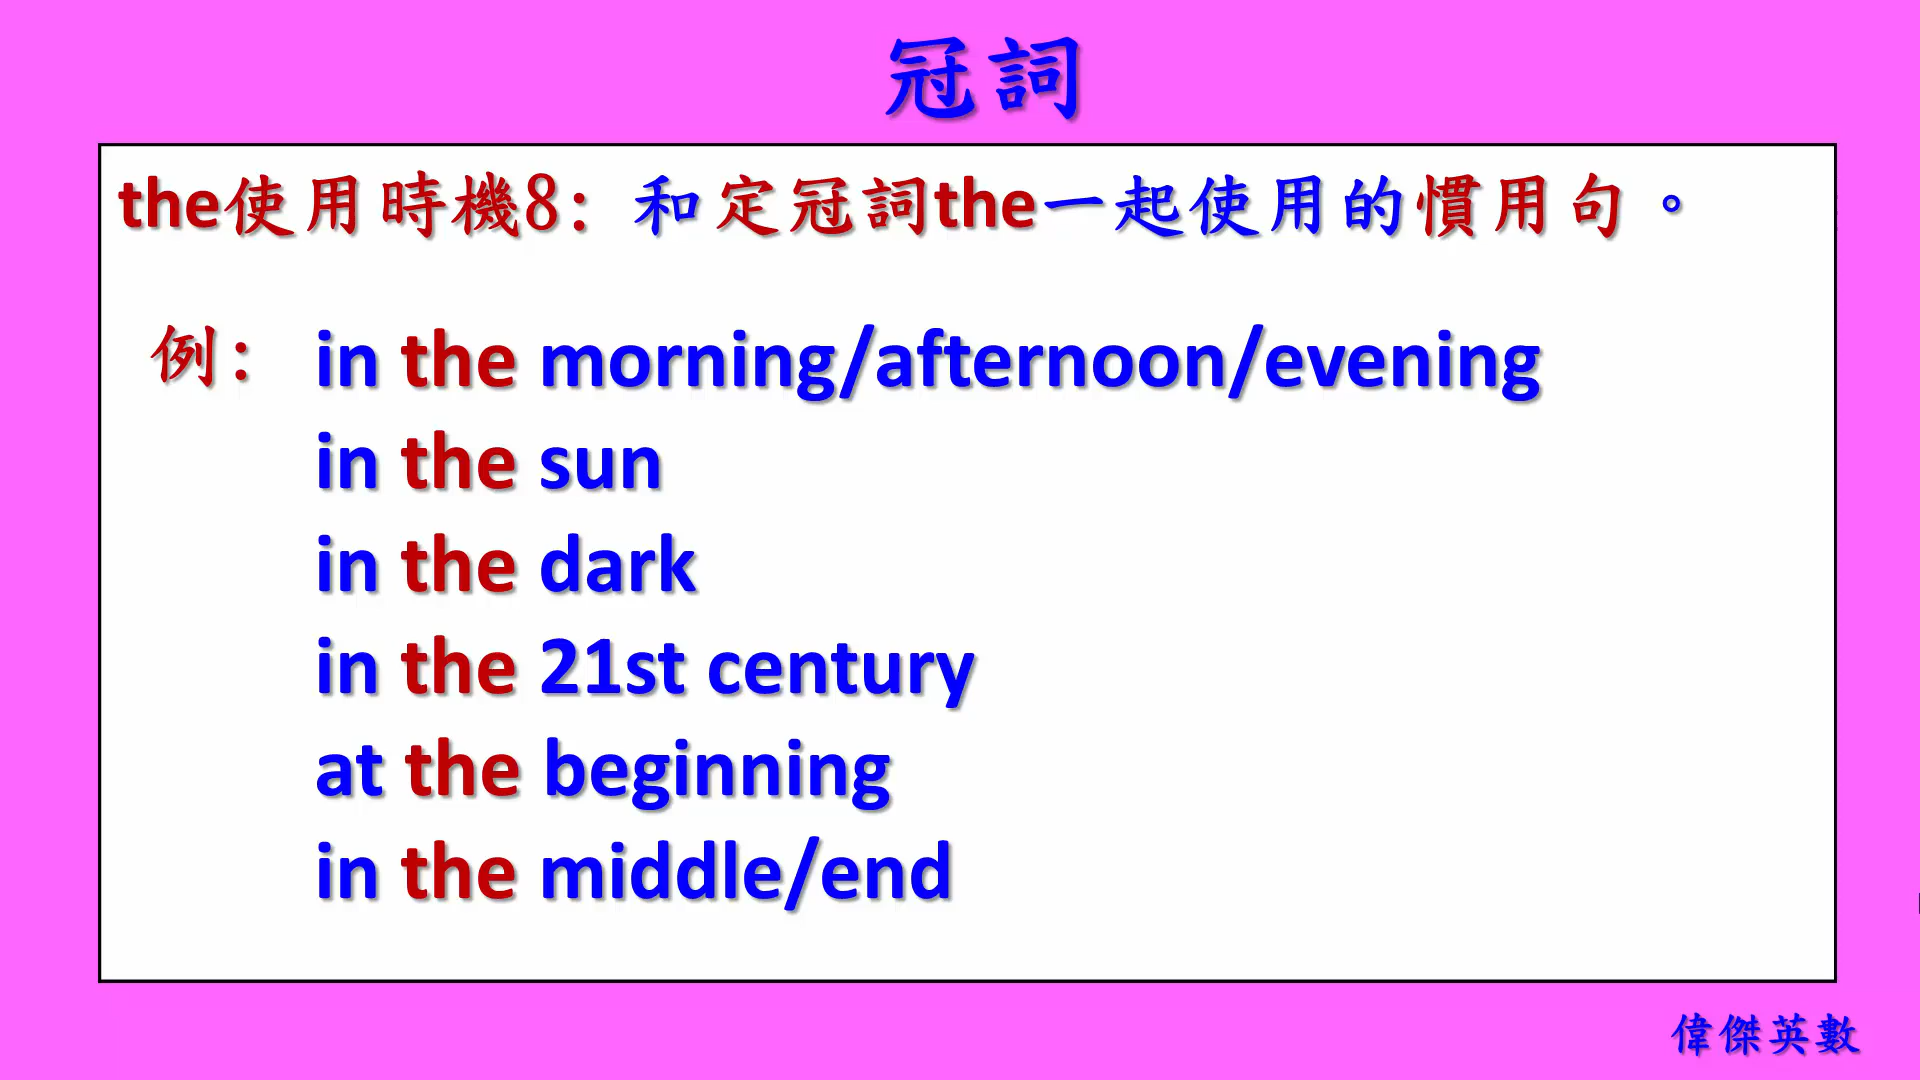 冠詞
the使用時機8：和定冠詞the一起使用的慣用句。
例： in the morning/afternoon/evening
in the sun
in the dark
in the 21st century
at the beginning
in the middle/end
偉傑英數